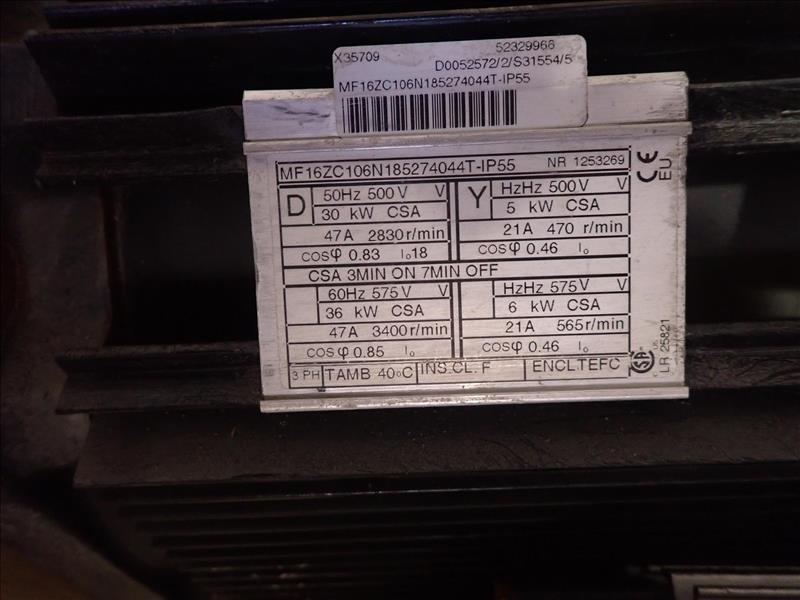 X35709 52329966
D0052572/2/S31554/5
MF16ZC106N185274044T-IP55
MF16ZC106N185274044T-IP55 NR 1253269
D 50Hz 500V V Y HzHz 500V V
30 kW CSA 5 kW CSA
47A 2830r/min 21A 470 r/min
COSφ 0.83 I₀18 COSφ 0.46 I₀
CSA 3MIN ON 7MIN OFF
60Hz 575V V HzHz 575V V
36 kW CSA 6 kW CSA
47A 3400r/min 21A 565r/min
COSφ 0.85 I₀ COSφ 0.46 I₀
3 PH TAMB 40oC INS.CL. F ENCLTEFC
CE
EU
LR 25821
SA